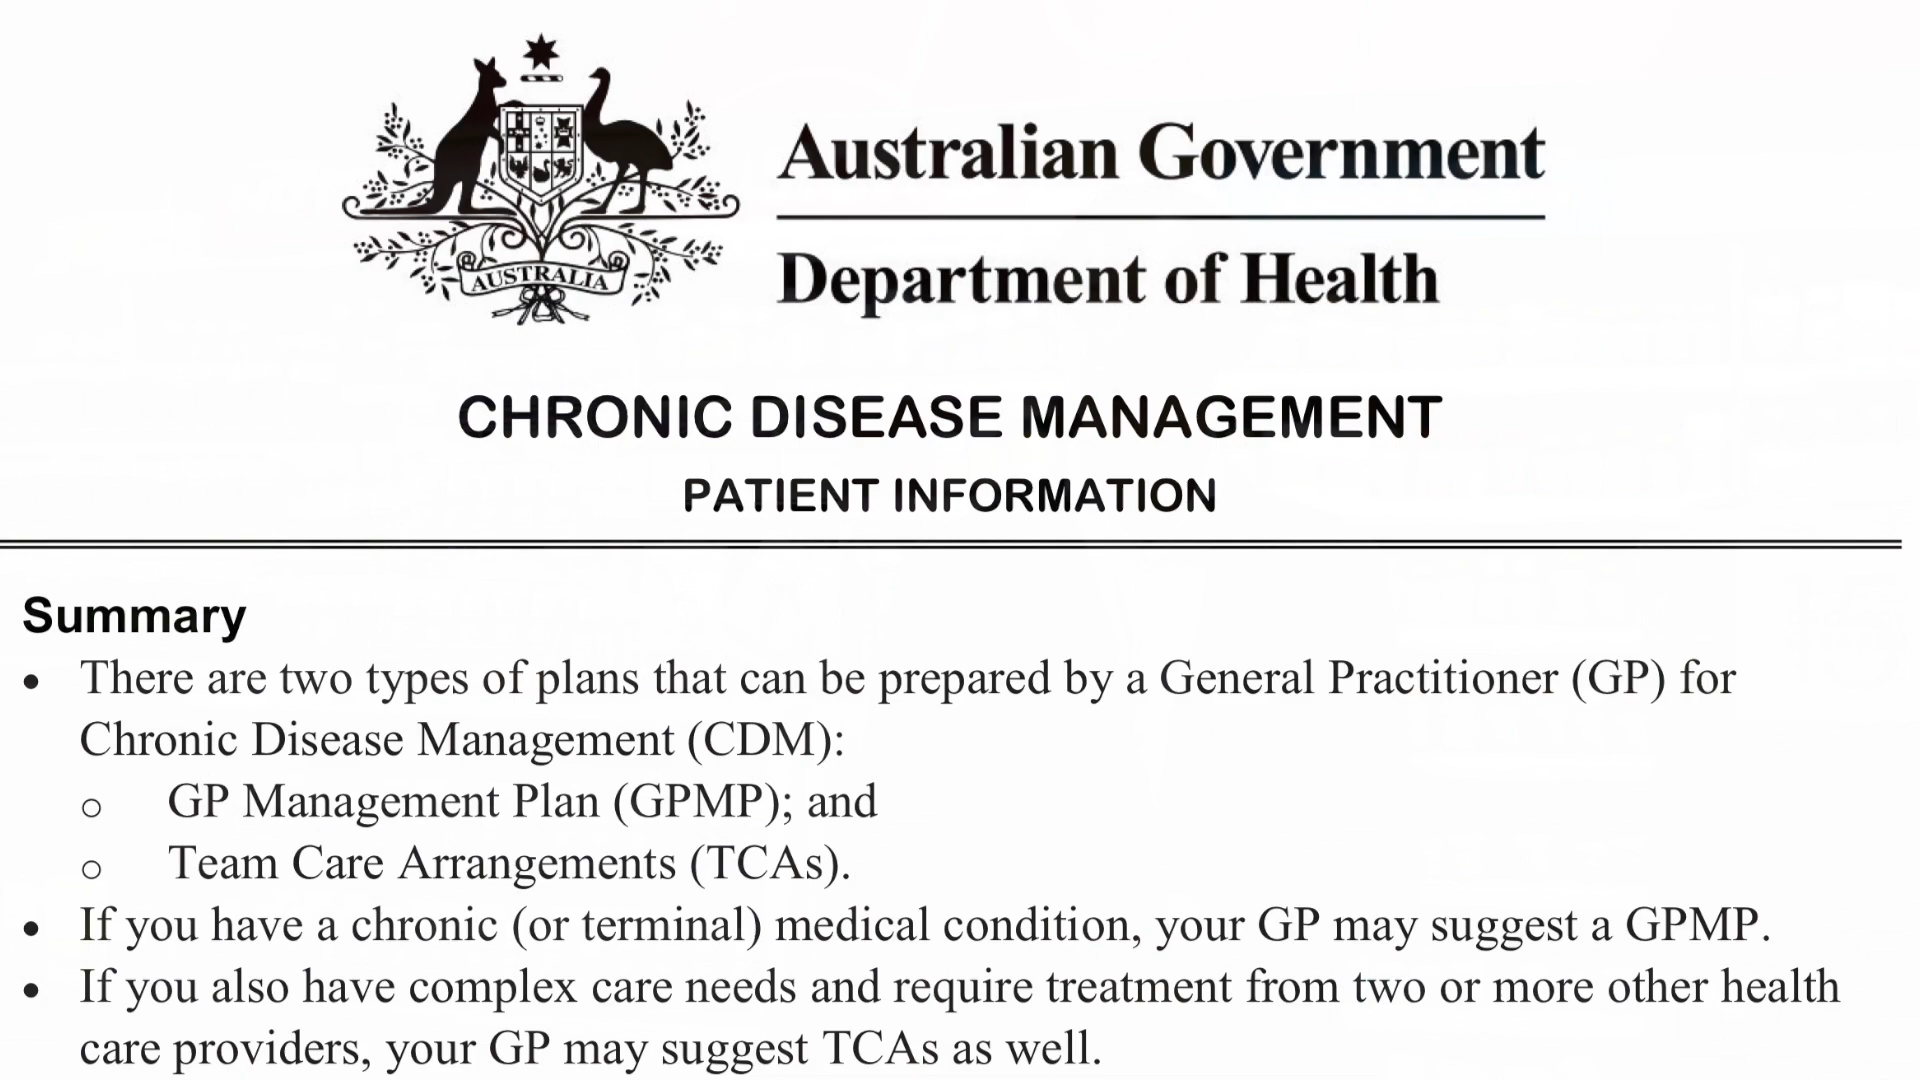 AUSTRALIA
Australian Government
Department of Health
CHRONIC DISEASE MANAGEMENT
PATIENT INFORMATION
Summary
• There are two types of plans that can be prepared by a General Practitioner (GP) for
Chronic Disease Management (CDM):
o GP Management Plan (GPMP); and
o Team Care Arrangements (TCAs).
• If you have a chronic (or terminal) medical condition, your GP may suggest a GPMP.
• If you also have complex care needs and require treatment from two or more other health
care providers, your GP may suggest TCAs as well.